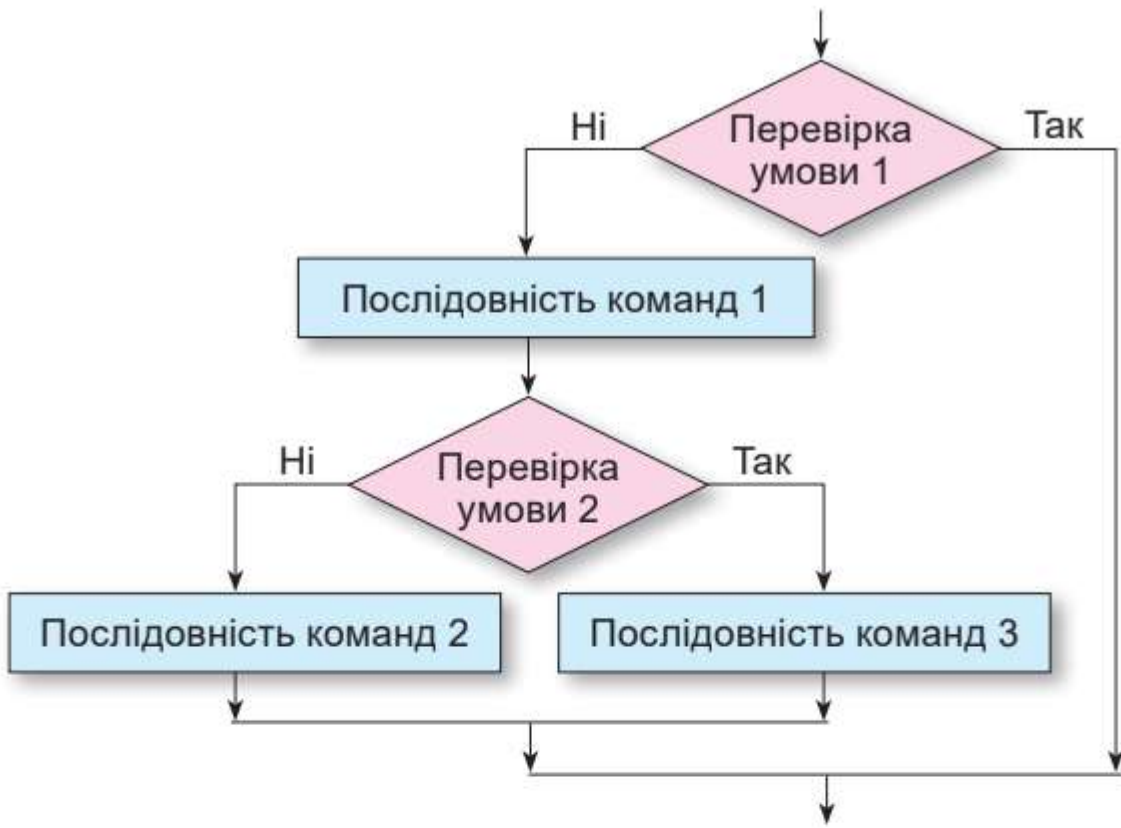 Ні
Перевірка
умови 1
Так
Послідовність команд 1
Ні
Перевірка
умови 2
Так
Послідовність команд 2
Послідовність команд 3